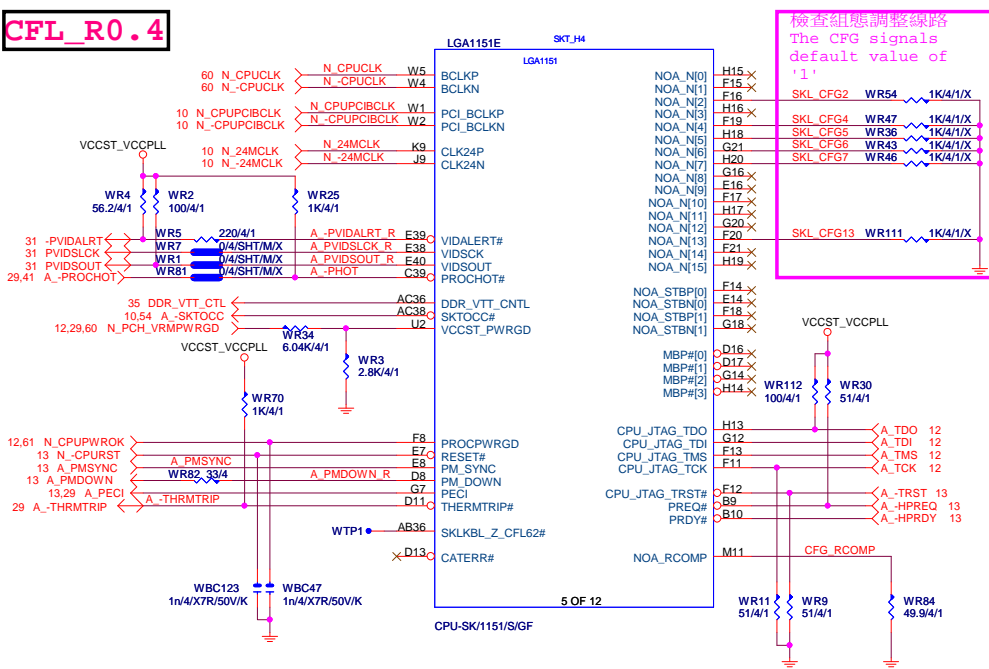 CFL_R0.4
檢查組態調整線路
The CFG signals
default value of
'1'
LGA1151E
SKT_H4
LGA1151
60 N_CPUCLK
N_CPUCLK
W5
BCLKP
60 N_-CPUCLK
N_-CPUCLK
W4
BCLKN
10 N_CPUPCIBCLK
N_CPUPCIBCLK
W1
PCI_BCLKP
10 N_-CPUPCIBCLK
N_-CPUPCIBCLK
W2
PCI_BCLKN
10 N_24MCLK
N_24MCLK
K9
CLK24P
10 N_-24MCLK
N_-24MCLK
J9
CLK24N
VCCST_VCCPLL
WR4
56.2/4/1
WR2
100/4/1
WR25
1K/4/1
31 -PVIDALRT
WR5
220/4/1
A_-PVIDALRT_R
E39
VIDALERT#
31 PVIDSLCK
WR7
0/4/SHT/M/X
A_PVIDSLCK_R
E38
VIDSCK
31 PVIDSOUT
WR1
0/4/SHT/M/X
A_PVIDSOUT_R
E40
VIDSOUT
29,41 A_-PROCHOT
WR81
0/4/SHT/M/X
A_-PHOT
C39
PROCHOT#
35 DDR_VTT_CTL
AC36
DDR_VTT_CNTL
10,54 A_-SKTOCC
AC38
SKTOCC#
12,29,60 N_PCH_VRMPWRGD
U2
VCCST_PWRGD
WR34
6.04K/4/1
VCCST_VCCPLL
WR3
2.8K/4/1
WR70
1K/4/1
12,61 N_CPUPWROK
F8
PROCPWRGD
13 N_-CPURST
E7
RESET#
13 A_PMSYNC
A_PMSYNC
E8
PM_SYNC
13 A_PMDOWN
WR82 33/4
A_PMDOWN_R
D8
PM_DOWN
13,29 A_PECI
G7
PECI
29 A_-THRMTRIP
A_-THRMTRIP
D11
THERMTRIP#
WTP1
AB36
SKLKBL_Z_CFL62#
D13
CATERR#
WBC123
1n/4/X7R/50V/K
WBC47
1n/4/X7R/50V/K
5 OF 12
CPU-SK/1151/S/GF
NOA_N[0]
H15
NOA_N[1]
F15
NOA_N[2]
F16
SKL_CFG2
WR54
1K/4/1/X
NOA_N[3]
H16
NOA_N[4]
F19
SKL_CFG4
WR47
1K/4/1/X
NOA_N[5]
H18
SKL_CFG5
WR36
1K/4/1/X
NOA_N[6]
G21
SKL_CFG6
WR43
1K/4/1/X
NOA_N[7]
H20
SKL_CFG7
WR46
1K/4/1/X
NOA_N[8]
G16
NOA_N[9]
E16
NOA_N[10]
F17
NOA_N[11]
H17
NOA_N[12]
G20
NOA_N[13]
F20
SKL_CFG13
WR111
1K/4/1/X
NOA_N[14]
F21
NOA_N[15]
H19
NOA_STBP[0]
F14
NOA_STBN[0]
E14
NOA_STBP[1]
F18
NOA_STBN[1]
G18
MBP#[0]
D16
MBP#[1]
D17
MBP#[2]
G14
MBP#[3]
H14
VCCST_VCCPLL
WR112
100/4/1
WR30
51/4/1
CPU_JTAG_TDO
H13
A_TDO 12
CPU_JTAG_TDI
G12
A_TDI 12
CPU_JTAG_TMS
F13
A_TMS 12
CPU_JTAG_TCK
F11
A_TCK 12
CPU_JTAG_TRST#
F12
A_-TRST 13
PREQ#
B9
A_-HPREQ 13
PRDY#
B10
A_-HPRDY 13
NOA_RCOMP
M11
CFG_RCOMP
WR11
51/4/1
WR9
51/4/1
WR84
49.9/4/1